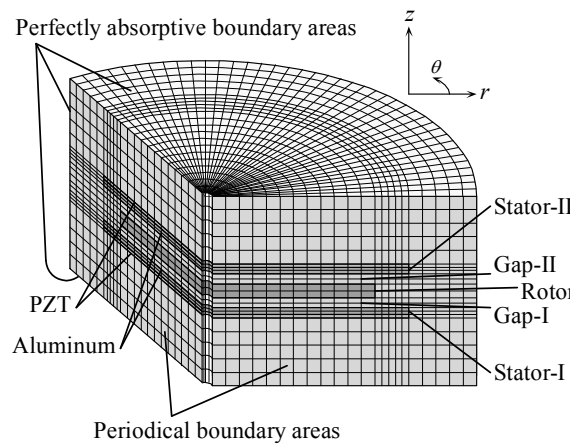 Perfectly absorptive boundary areas
z
θ
r
Stator-II
Gap-II
Rotor
Gap-I
Stator-I
PZT
Aluminum
Periodical boundary areas